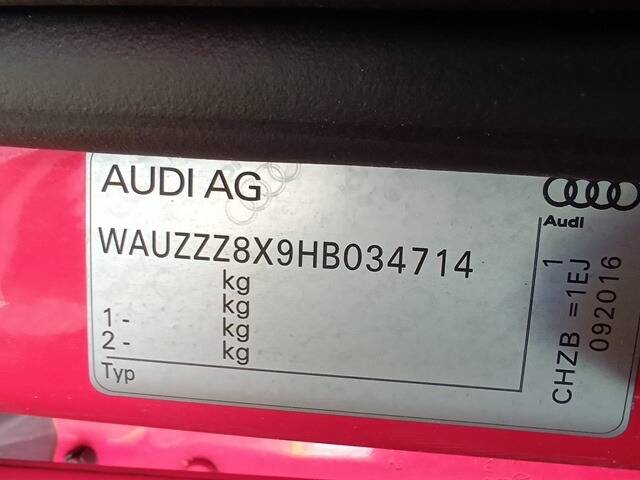 AUDI AG
Audi
WAUZZZ8X9HB034714
kg
kg
1 - kg
2 - kg
Typ
CHZB =1EJ 1
092016